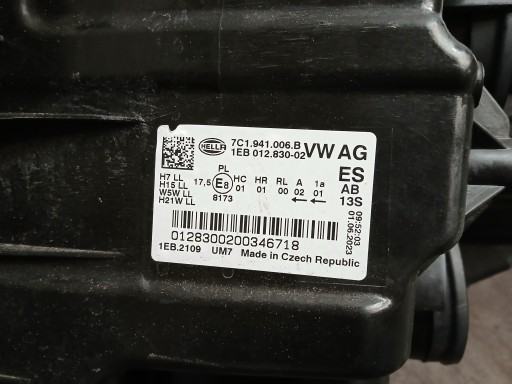 HELLA
7C1.941.006.B
1EB 012.830-02
VW AG
ES
AB
13S
H7 LL
H15 LL
W5W LL
H21W LL
17,5
PL
E8
8173
HC HR RL A 1a
01 01 00 02 01
← ←
09:56:03
01.06.2023
0128300200346718
1EB.2109 UM7 Made in Czech Republic